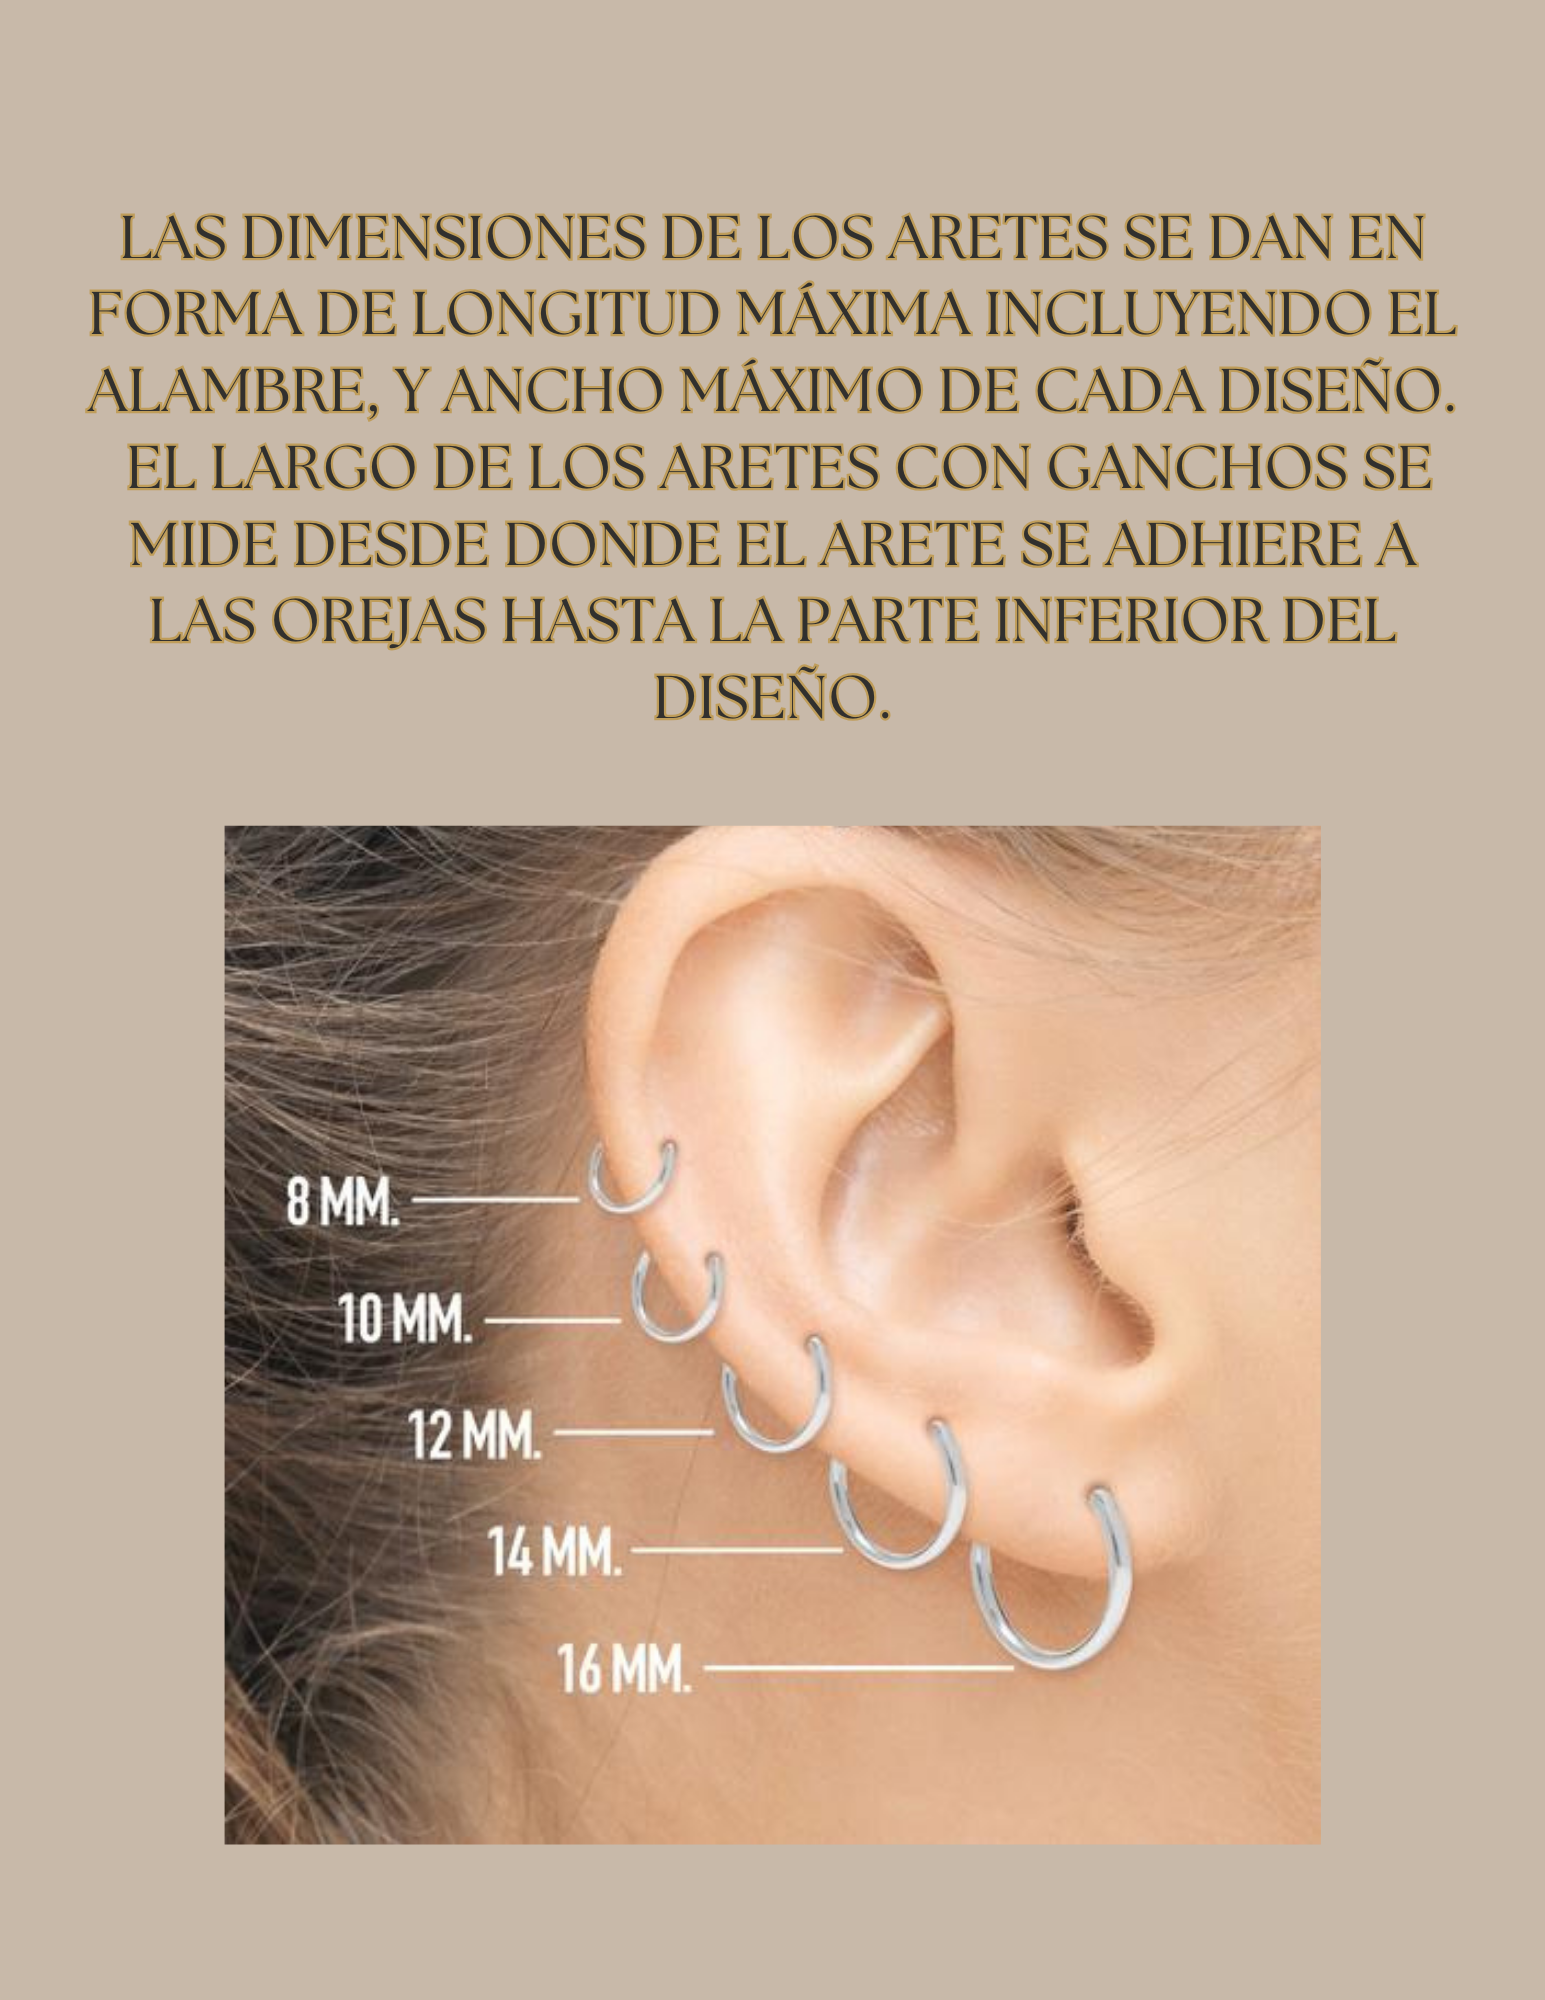 LAS DIMENSIONES DE LOS ARETES SE DAN EN
FORMA DE LONGITUD MÁXIMA INCLUYENDO EL
ALAMBRE, Y ANCHO MÁXIMO DE CADA DISEÑO.
EL LARGO DE LOS ARETES CON GANCHOS SE
MIDE DESDE DONDE EL ARETE SE ADHIERE A
LAS OREJAS HASTA LA PARTE INFERIOR DEL
DISEÑO.
8 MM.
10 MM.
12 MM.
14 MM.
16 MM.